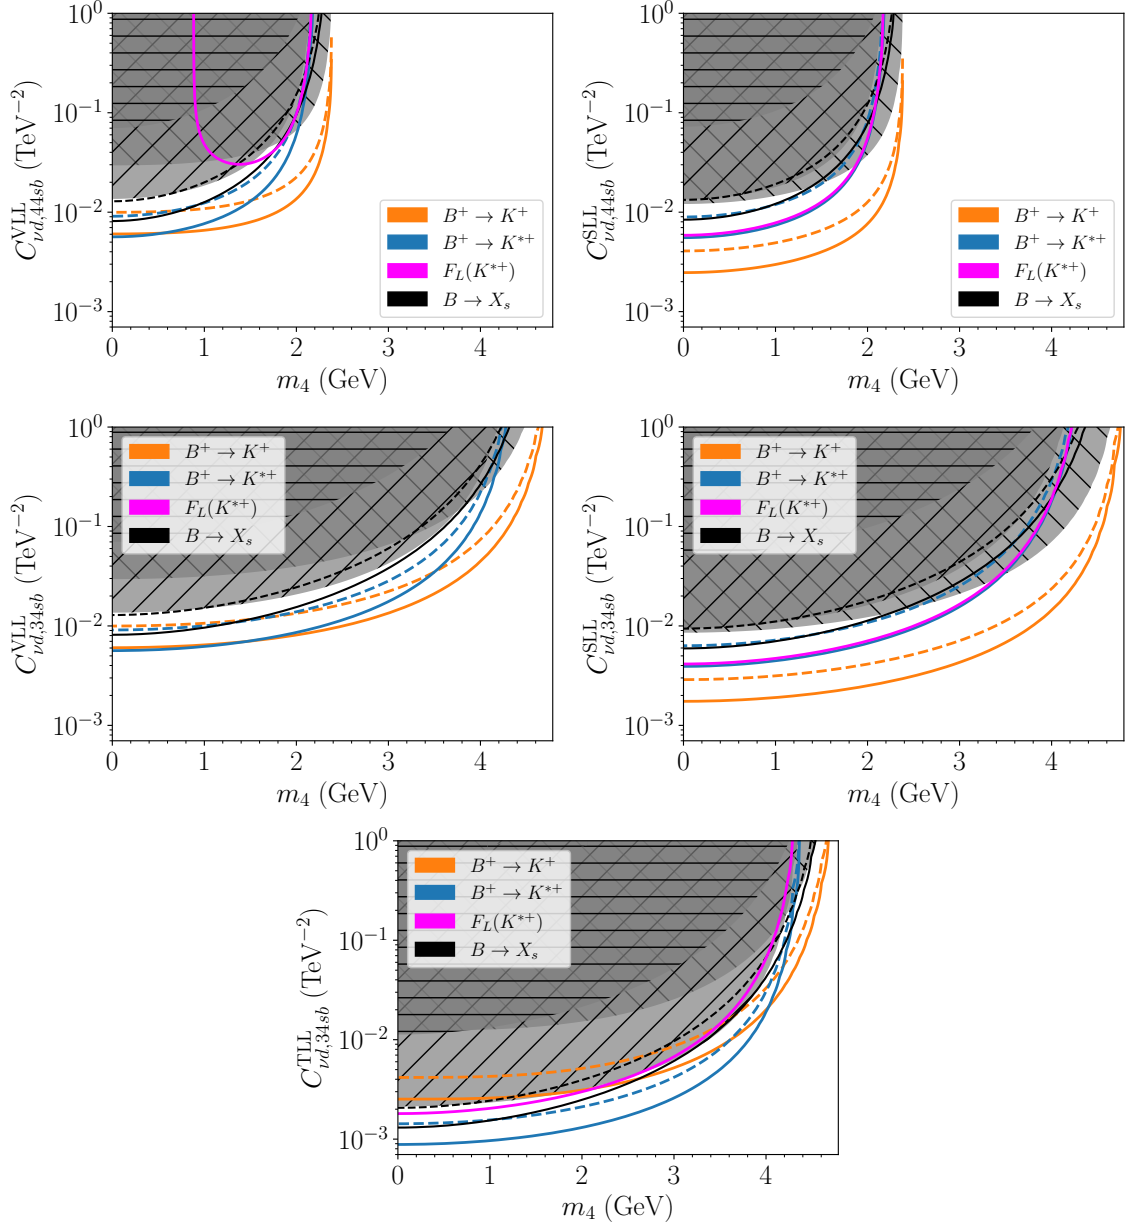 10^0
10^-1
10^-2
10^-3
C^VLL_νd,44sb (TeV^-2)
0 1 2 3 4
m_4 (GeV)
B^+ → K^+
B^+ → K^*+
F_L(K^*+)
B → X_s
10^0
10^-1
10^-2
10^-3
C^SLL_νd,44sb (TeV^-2)
0 1 2 3 4
m_4 (GeV)
B^+ → K^+
B^+ → K^*+
F_L(K^*+)
B → X_s
10^0
10^-1
10^-2
10^-3
C^VLL_νd,34sb (TeV^-2)
0 1 2 3 4
m_4 (GeV)
B^+ → K^+
B^+ → K^*+
F_L(K^*+)
B → X_s
10^0
10^-1
10^-2
10^-3
C^SLL_νd,34sb (TeV^-2)
0 1 2 3 4
m_4 (GeV)
B^+ → K^+
B^+ → K^*+
F_L(K^*+)
B → X_s
10^0
10^-1
10^-2
10^-3
C^TLL_νd,34sb (TeV^-2)
0 1 2 3 4
m_4 (GeV)
B^+ → K^+
B^+ → K^*+
F_L(K^*+)
B → X_s